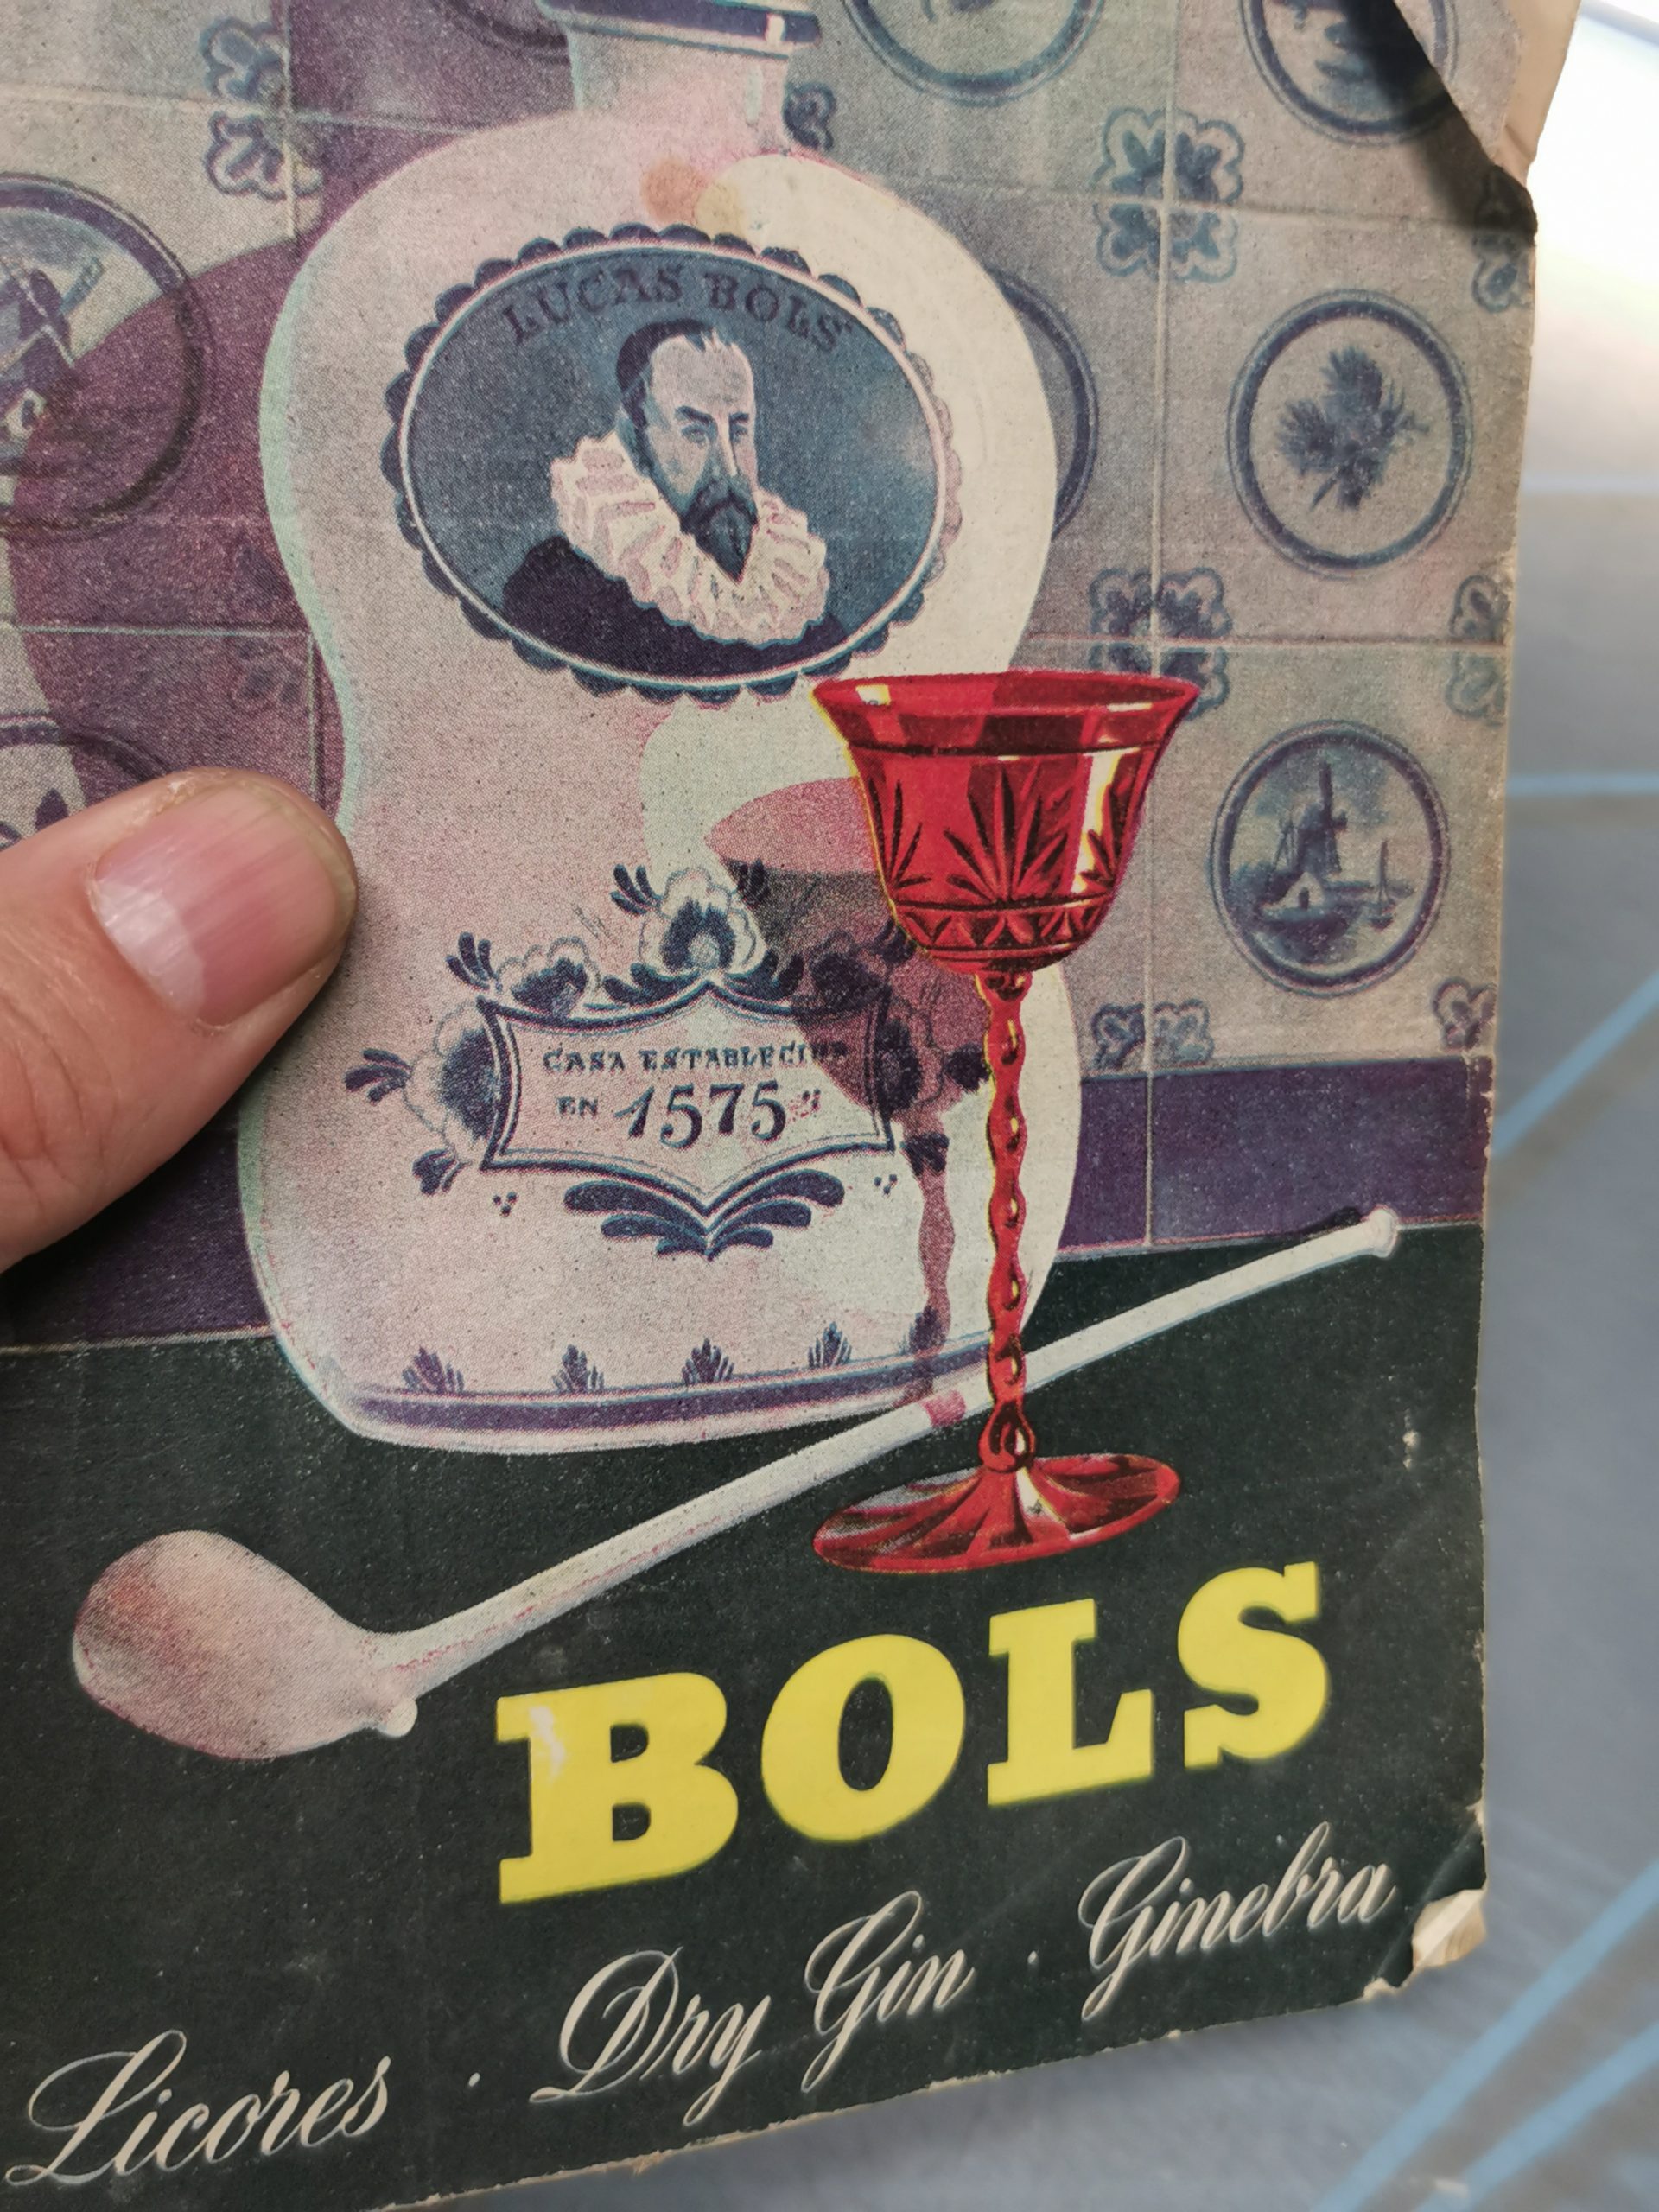 LUCAS BOLS
CASA ESTABLECIDA
EN 1575
BOLS
Licores · Dry Gin · Ginebra